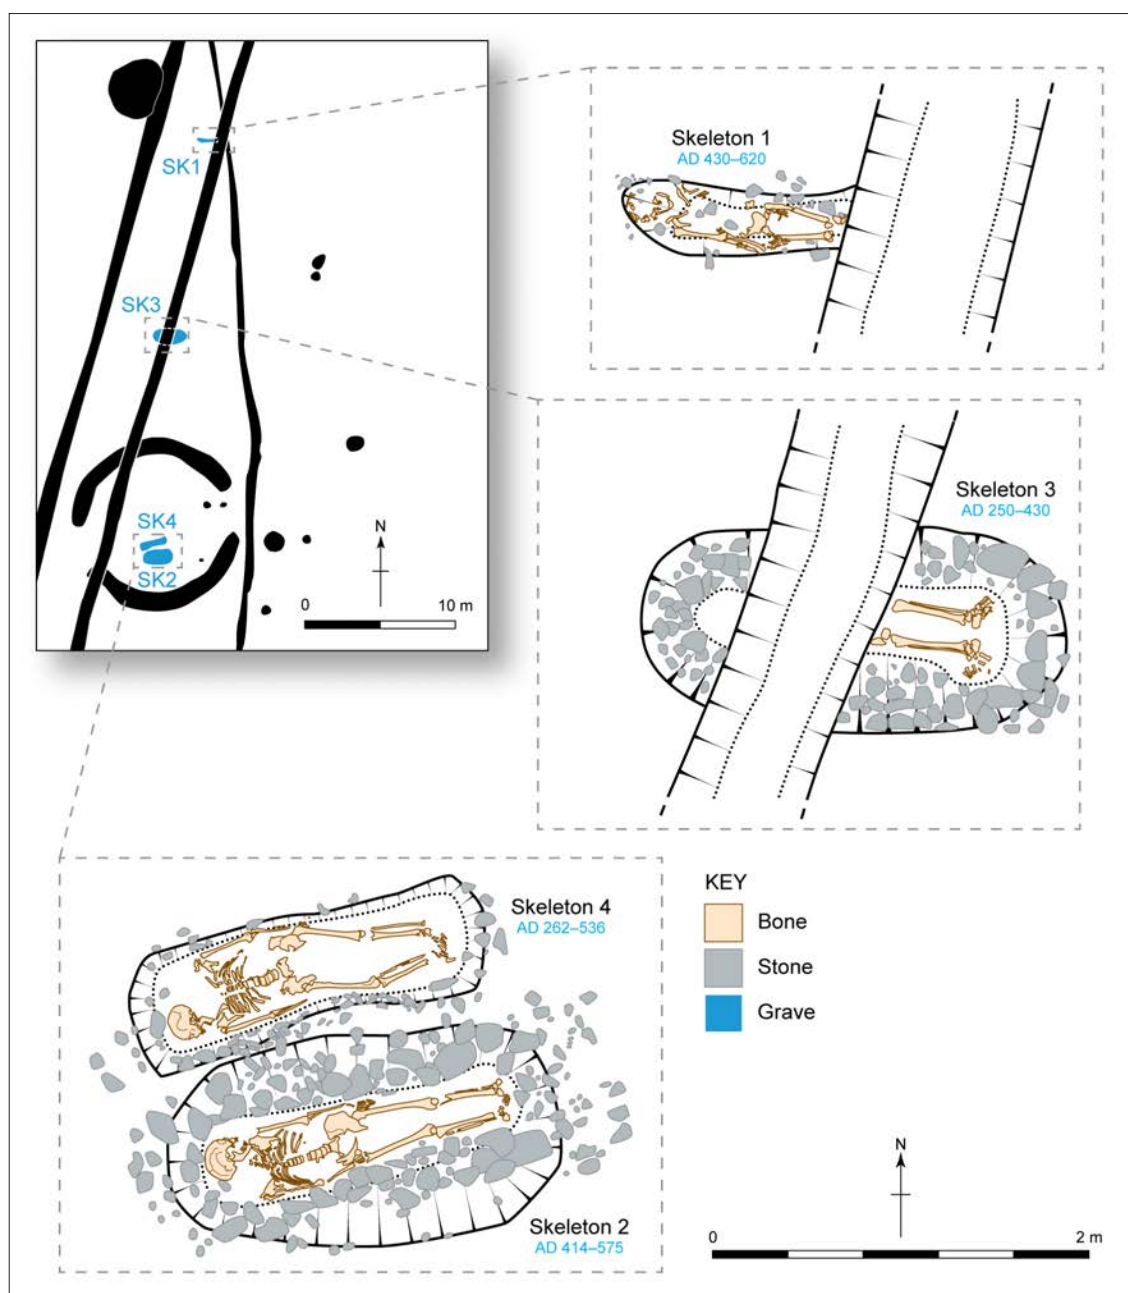 SK1
SK3
SK4
SK2
N
0
10 m
Skeleton 1
AD 430–620
Skeleton 3
AD 250–430
Skeleton 4
AD 262–536
Skeleton 2
AD 414–575
KEY
Bone
Stone
Grave
N
0
2 m